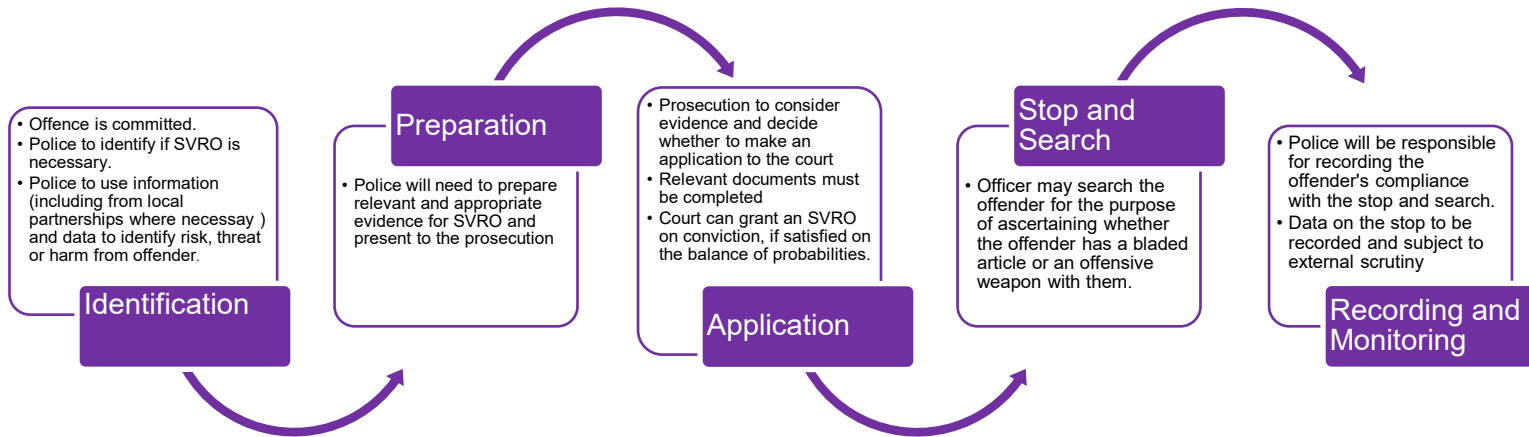 • Offence is committed.
• Police to identify if SVRO is
necessary.
• Police to use information
(including from local
partnerships where necessay )
and data to identify risk, threat
or harm from offender.
Identification
Preparation
• Police will need to prepare
relevant and appropriate
evidence for SVRO and
present to the prosecution
• Prosecution to consider
evidence and decide
whether to make an
application to the court
• Relevant documents must
be completed
• Court can grant an SVRO
on conviction, if satisfied on
the balance of probabilities.
Application
Stop and
Search
• Officer may search the
offender for the purpose
of ascertaining whether
the offender has a bladed
article or an offensive
weapon with them.
• Police will be responsible
for recording the
offender's compliance
with the stop and search.
• Data on the stop to be
recorded and subject to
external scrutiny
Recording and
Monitoring